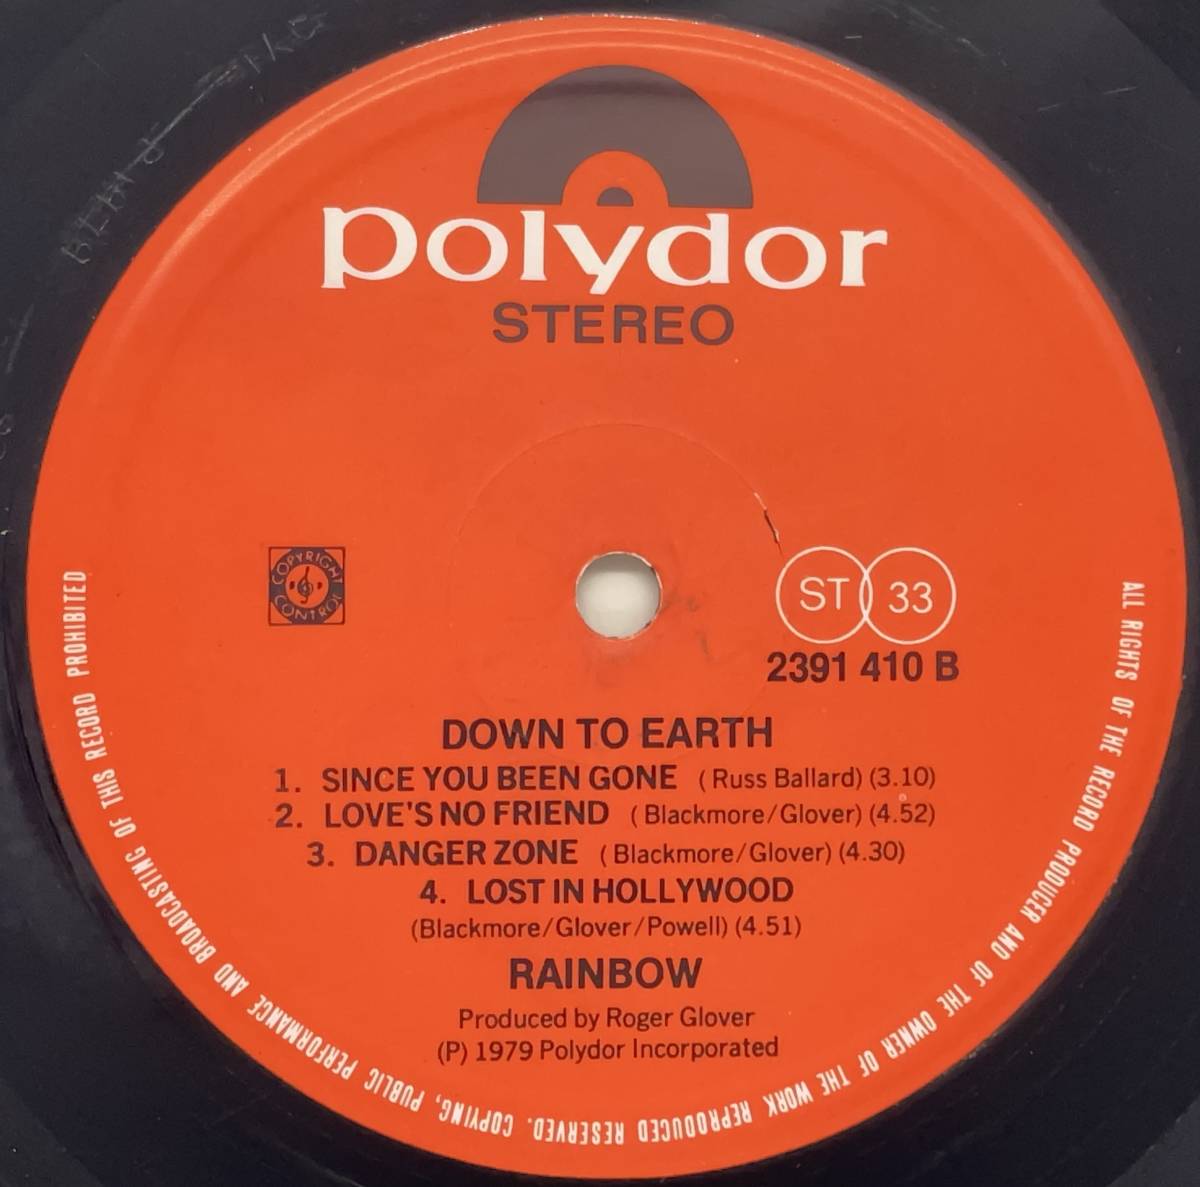 polydor
STEREO
COPYRIGHT
CONTROL
ST 33
2391 410 B
DOWN TO EARTH
1. SINCE YOU BEEN GONE (Russ Ballard) (3.10)
2. LOVE'S NO FRIEND (Blackmore/Glover) (4.52)
3. DANGER ZONE (Blackmore/Glover) (4.30)
4. LOST IN HOLLYWOOD
(Blackmore/Glover/Powell) (4.51)
RAINBOW
Produced by Roger Glover
(P) 1979 Polydor Incorporated
ALL RIGHTS OF THE RECORD PRODUCER AND OF THE OWNER OF THE WORK REPRODUCED RESERVED. COPYING, PUBLIC PERFORMANCE AND BROADCASTING OF THIS RECORD PROHIBITED